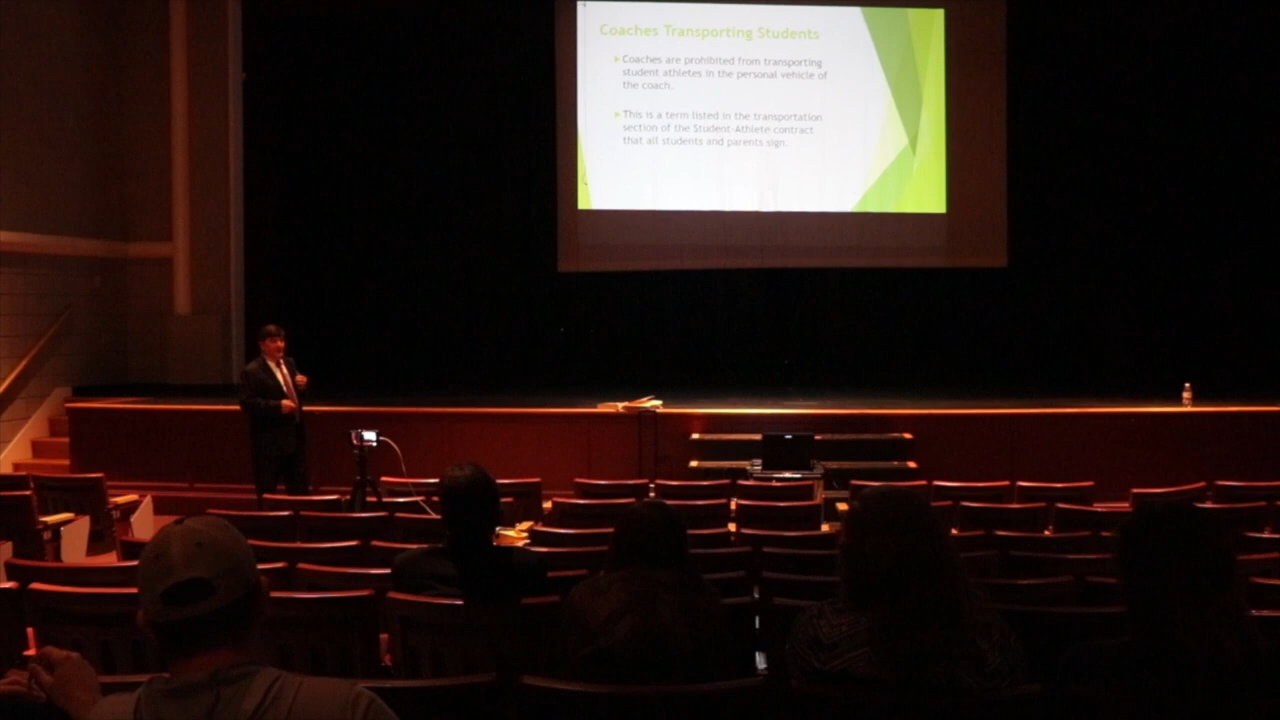 Coaches Transporting Students
Coaches are prohibited from transporting
student athletes in the personal vehicle of
the coach.
This is a term listed in the transportation
section of the Student-Athlete contract
that all students and parents sign.